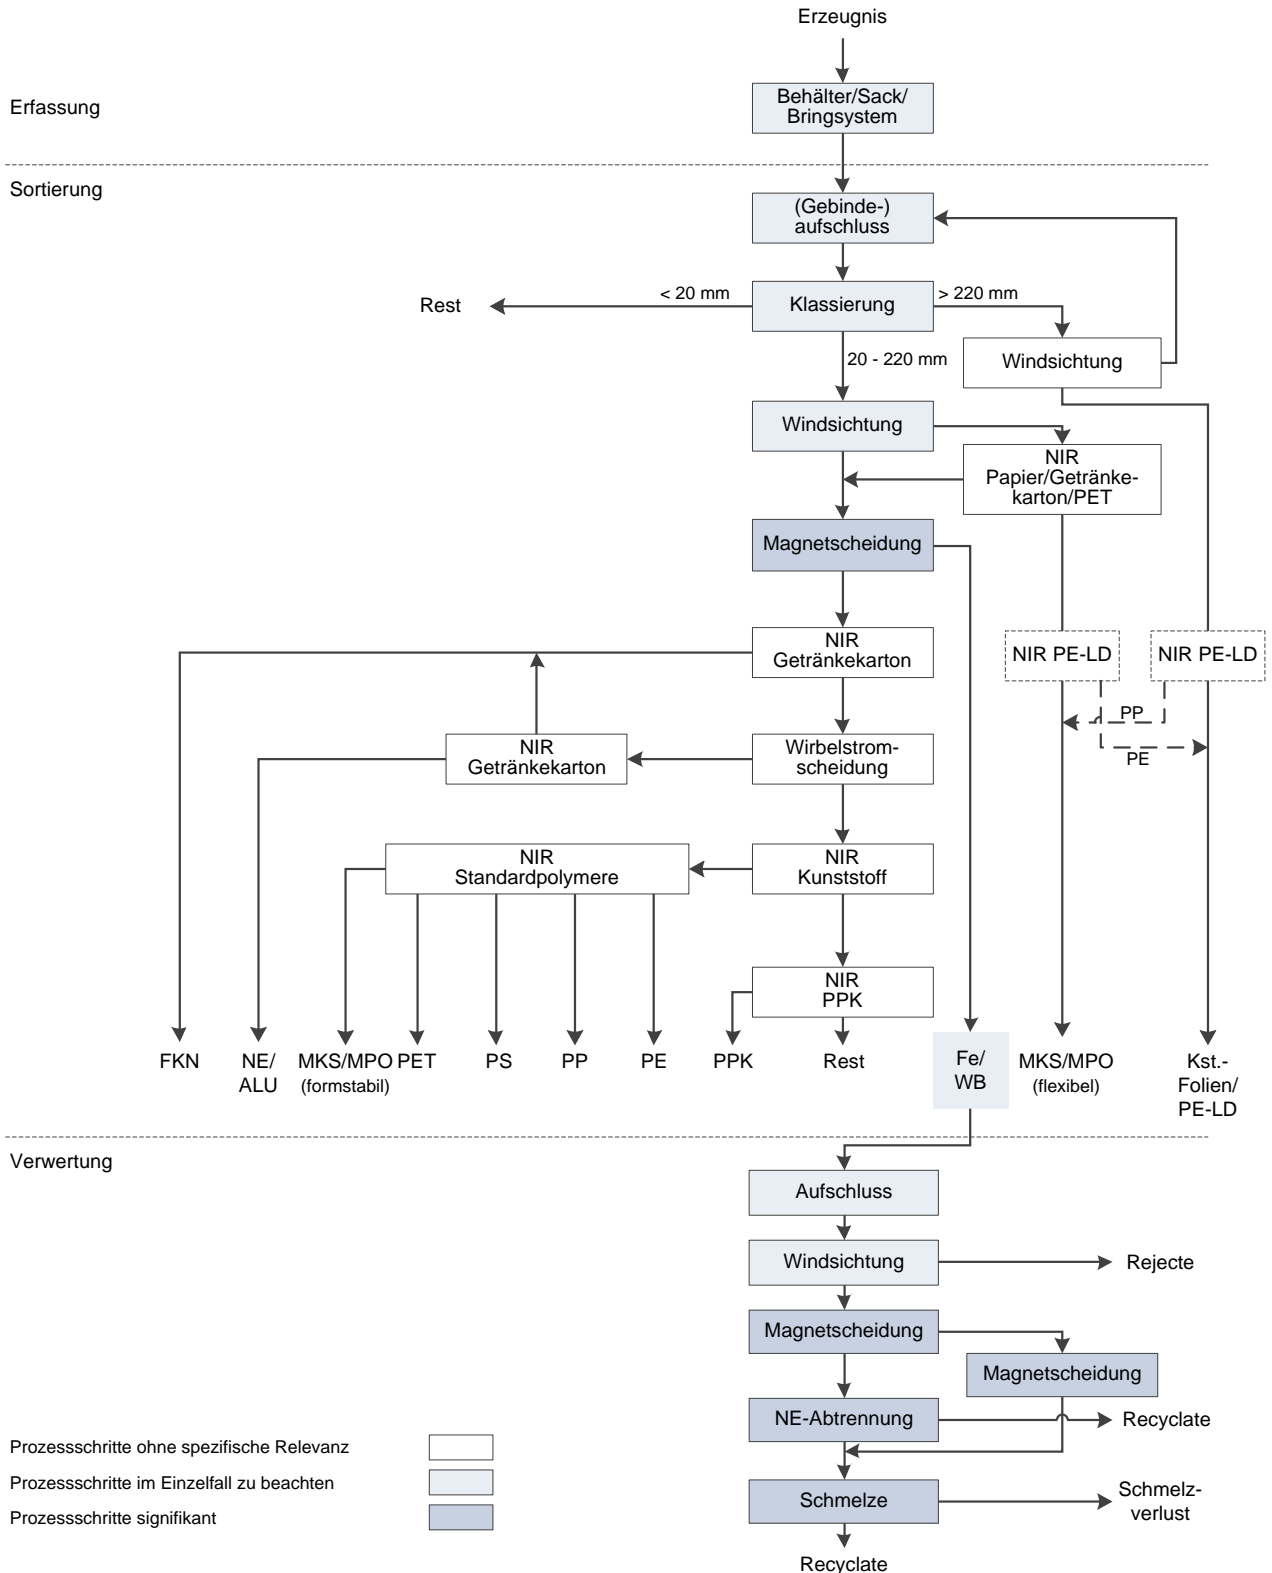 Erzeugnis
Erfassung
Behälter/Sack/
Bringsystem
Sortierung
(Gebinde-)
aufschluss
Rest
< 20 mm
Klassierung
> 220 mm
20 - 220 mm
Windsichtung
Windsichtung
NIR
Papier/Getränke-
karton/PET
Magnetscheidung
NIR
Getränkekarton
NIR PE-LD
NIR PE-LD
PP
PE
NIR
Getränkekarton
Wirbelstrom-
scheidung
NIR
Standardpolymere
NIR
Kunststoff
NIR
PPK
FKN
NE/
ALU
MKS/MPO
(formstabil)
PET
PS
PP
PE
PPK
Rest
Fe/
WB
MKS/MPO
(flexibel)
Kst.-
Folien/
PE-LD
Verwertung
Aufschluss
Windsichtung
Rejecte
Magnetscheidung
Magnetscheidung
NE-Abtrennung
Recyclate
Schmelze
Schmelz-
verlust
Recyclate
Prozessschritte ohne spezifische Relevanz
Prozessschritte im Einzelfall zu beachten
Prozessschritte signifikant